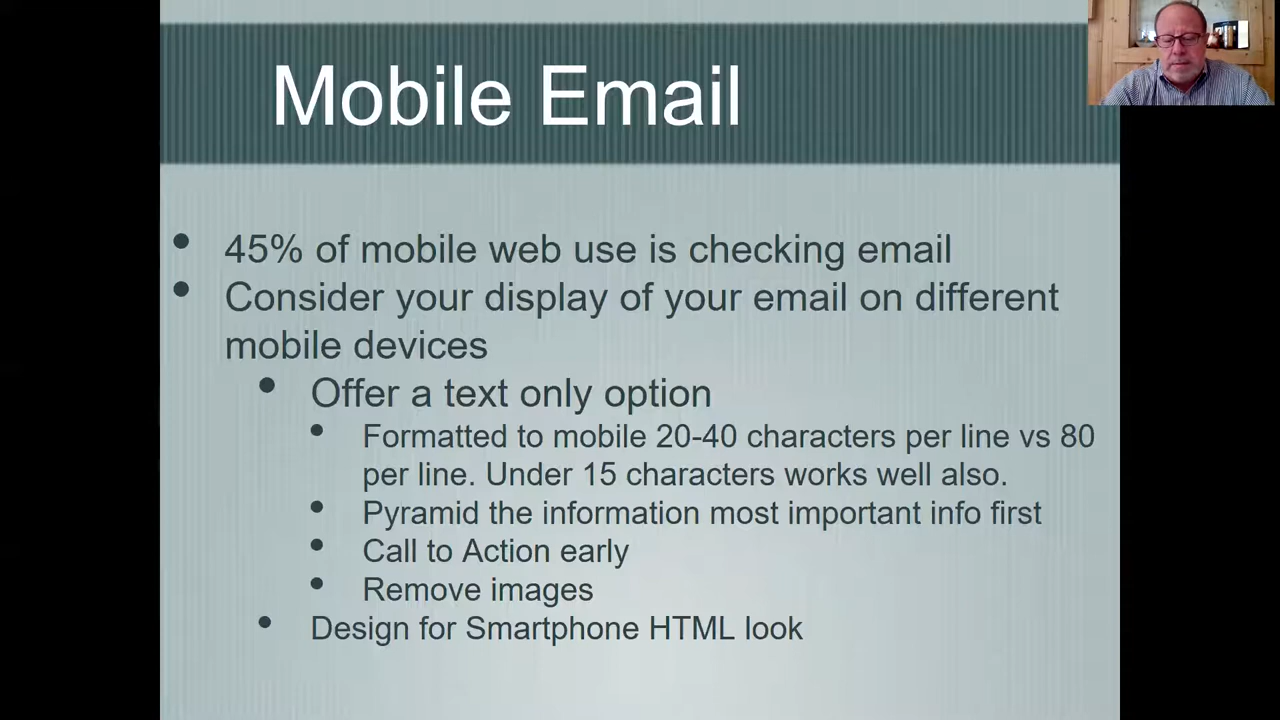 Mobile Email
• 45% of mobile web use is checking email
• Consider your display of your email on different
mobile devices
• Offer a text only option
• Formatted to mobile 20-40 characters per line vs 80
per line. Under 15 characters works well also.
• Pyramid the information most important info first
• Call to Action early
• Remove images
• Design for Smartphone HTML look